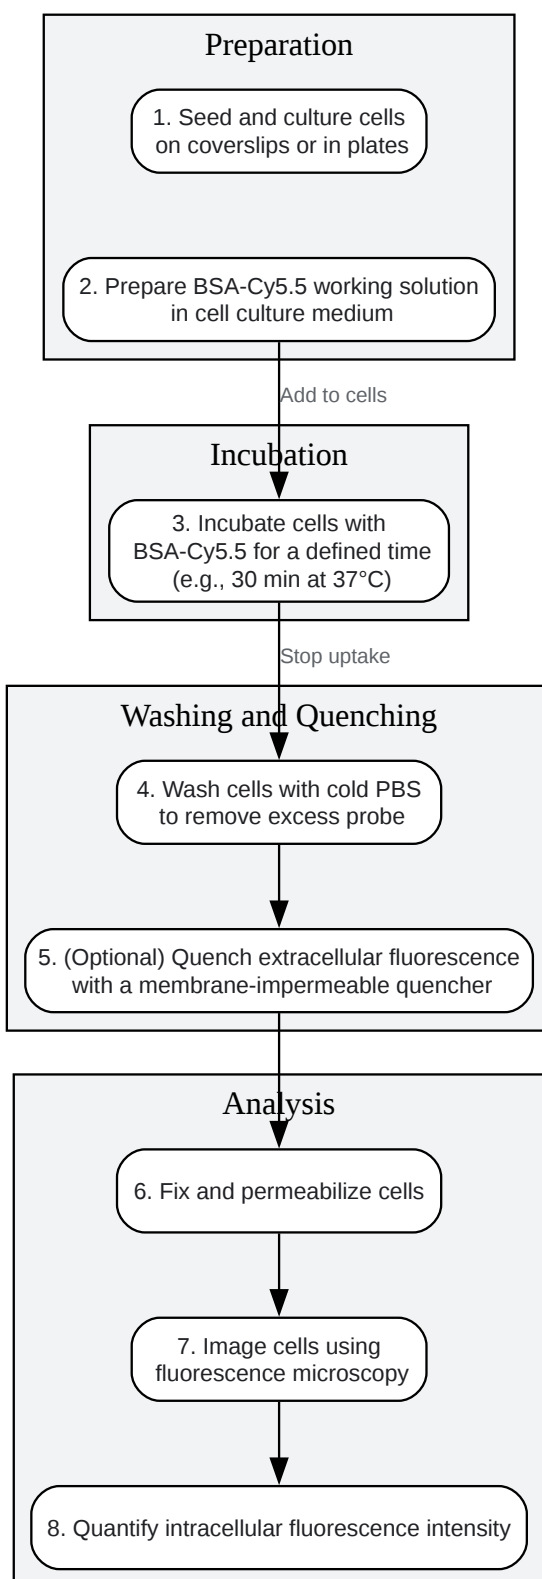 Preparation
1. Seed and culture cells
on coverslips or in plates
2. Prepare BSA-Cy5.5 working solution
in cell culture medium
Add to cells
Incubation
3. Incubate cells with
BSA-Cy5.5 for a defined time
(e.g., 30 min at 37°C)
Stop uptake
Washing and Quenching
4. Wash cells with cold PBS
to remove excess probe
5. (Optional) Quench extracellular fluorescence
with a membrane-impermeable quencher
Analysis
6. Fix and permeabilize cells
7. Image cells using
fluorescence microscopy
8. Quantify intracellular fluorescence intensity